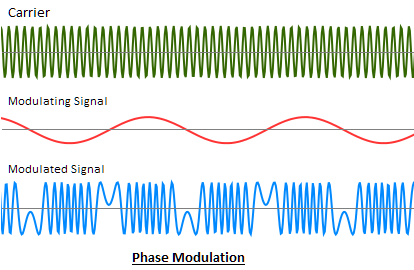 Carrier
Modulating Signal
Modulated Signal
Phase Modulation